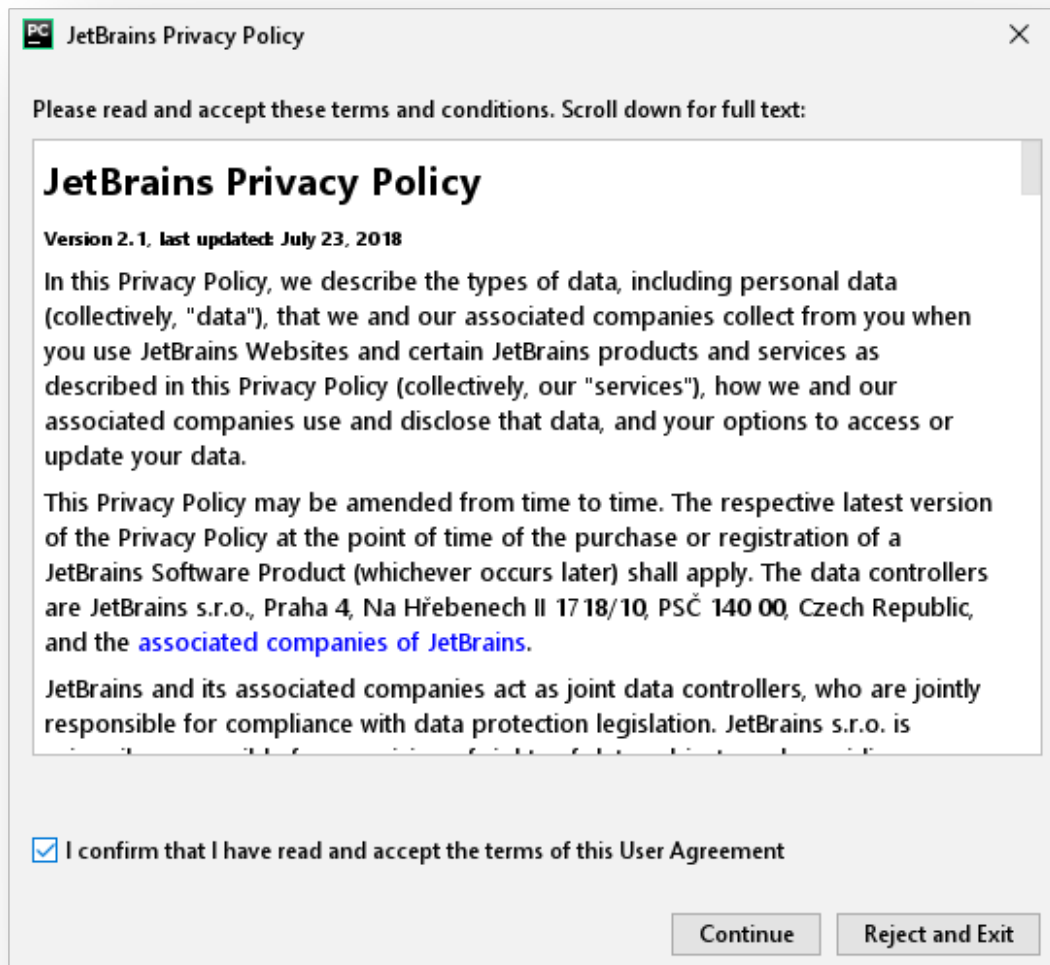 PC
JetBrains Privacy Policy
Please read and accept these terms and conditions. Scroll down for full text:
JetBrains Privacy Policy
Version 2.1, last updated: July 23, 2018
In this Privacy Policy, we describe the types of data, including personal data
(collectively, "data"), that we and our associated companies collect from you when
you use JetBrains Websites and certain JetBrains products and services as
described in this Privacy Policy (collectively, our "services"), how we and our
associated companies use and disclose that data, and your options to access or
update your data.
This Privacy Policy may be amended from time to time. The respective latest version
of the Privacy Policy at the point of time of the purchase or registration of a
JetBrains Software Product (whichever occurs later) shall apply. The data controllers
are JetBrains s.r.o., Praha 4, Na Hřebenech II 1718/10, PSČ 140 00, Czech Republic,
and the associated companies of JetBrains.
JetBrains and its associated companies act as joint data controllers, who are jointly
responsible for compliance with data protection legislation. JetBrains s.r.o. is
I confirm that I have read and accept the terms of this User Agreement
Continue
Reject and Exit